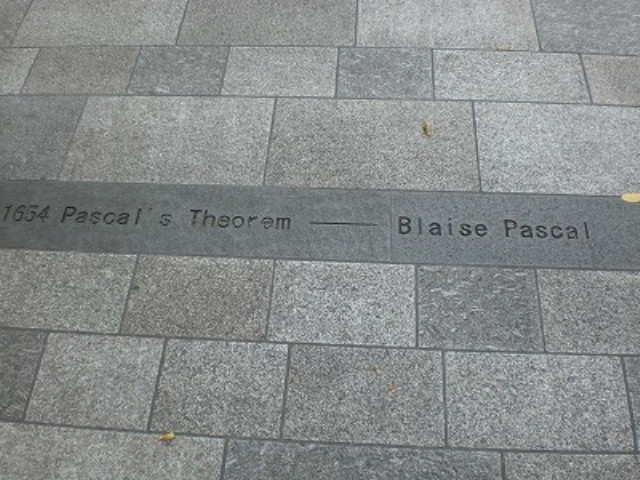 1654 Pascal's Theorem — Blaise Pascal